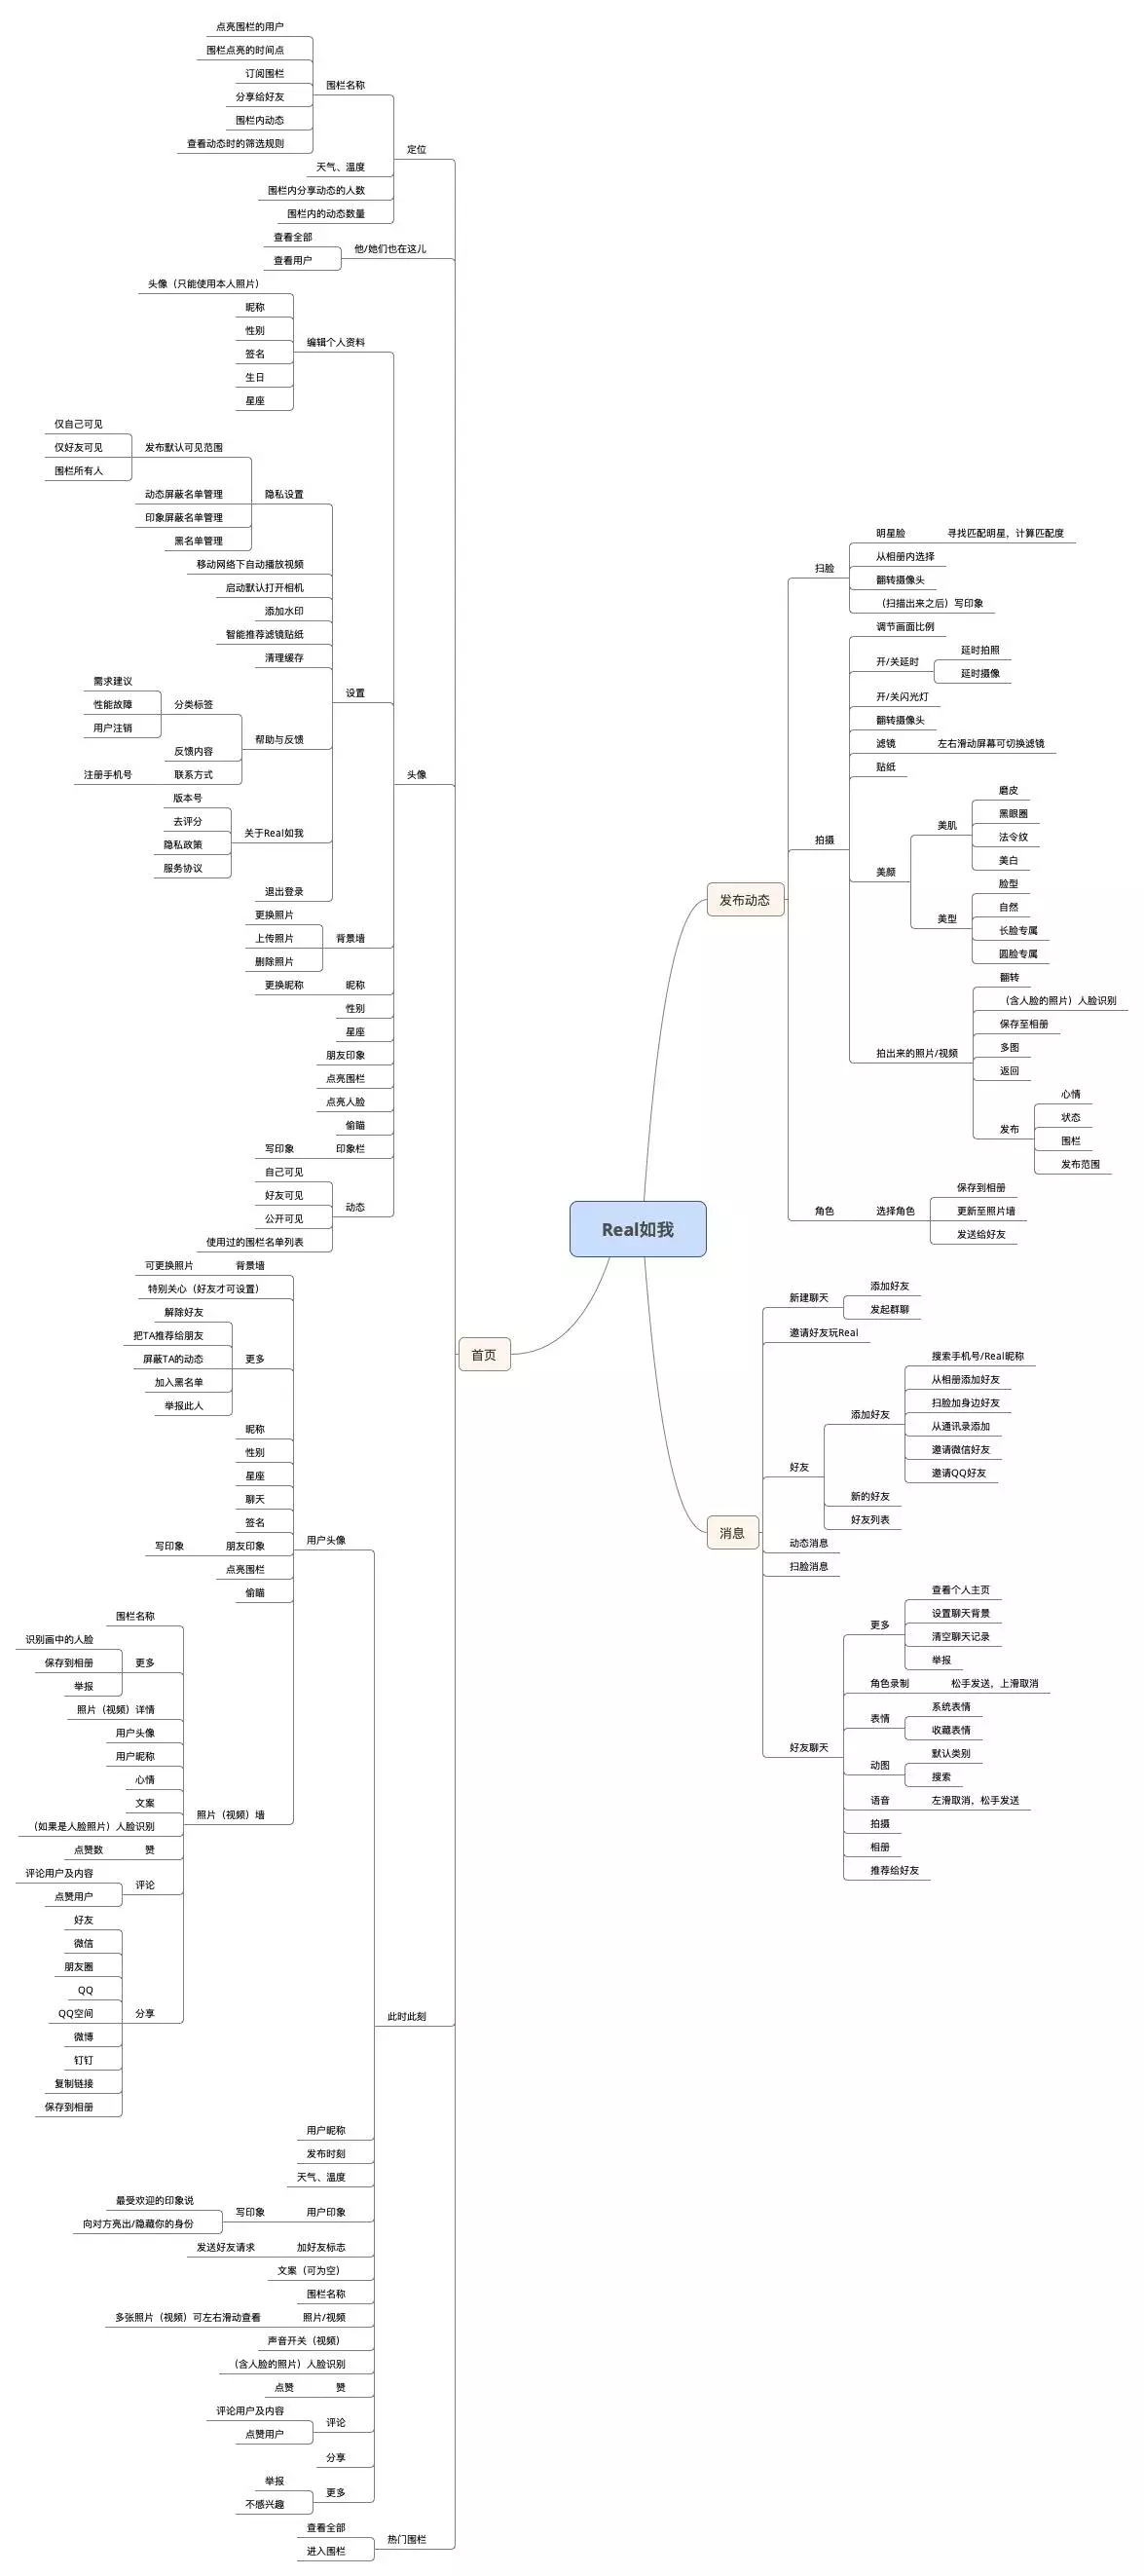 Real如我
首页
定位
围栏名称
点亮围栏的用户
围栏点亮的时间点
订阅围栏
分享给好友
围栏内动态
查看动态时的筛选规则
天气、温度
围栏内分享动态的人数
围栏内的动态数量
他/她们也在这儿
查看全部
查看用户
头像
编辑个人资料
头像（只能使用本人照片）
昵称
性别
签名
生日
星座
设置
隐私设置
发布默认可见范围
仅自己可见
仅好友可见
围栏所有人
动态屏蔽名单管理
印象屏蔽名单管理
黑名单管理
移动网络下自动播放视频
启动默认打开相机
添加水印
智能推荐滤镜贴纸
清理缓存
帮助与反馈
分类标签
需求建议
性能故障
用户注销
反馈内容
联系方式
注册手机号
关于Real如我
版本号
去评分
隐私政策
服务协议
退出登录
背景墙
更换照片
上传照片
删除照片
昵称
更换昵称
性别
星座
朋友印象
点亮围栏
点亮人脸
偷瞄
印象栏
写印象
动态
自己可见
好友可见
公开可见
使用过的围栏名单列表
此时此刻
用户头像
背景墙
可更换照片
特别关心（好友才可设置）
更多
解除好友
把TA推荐给朋友
屏蔽TA的动态
加入黑名单
举报此人
昵称
性别
星座
聊天
签名
朋友印象
写印象
点亮围栏
偷瞄
照片（视频）墙
围栏名称
更多
识别画中的人脸
保存到相册
举报
照片（视频）详情
用户头像
用户昵称
心情
文案
（如果是人脸照片）人脸识别
赞
点赞数
评论
评论用户及内容
点赞用户
分享
好友
微信
朋友圈
QQ
QQ空间
微博
钉钉
复制链接
保存到相册
用户昵称
发布时刻
天气、温度
用户印象
写印象
最受欢迎的印象说
向对方亮出/隐藏你的身份
加好友标志
发送好友请求
文案（可为空）
围栏名称
照片/视频
多张照片（视频）可左右滑动查看
声音开关（视频）
（含人脸的照片）人脸识别
赞
点赞
评论
评论用户及内容
点赞用户
分享
更多
举报
不感兴趣
热门围栏
查看全部
进入围栏
发布动态
扫脸
明星脸
寻找匹配明星，计算匹配度
从相册内选择
翻转摄像头
（扫描出来之后）写印象
拍摄
调节画面比例
开/关延时
延时拍照
延时摄像
开/关闪光灯
翻转摄像头
滤镜
左右滑动屏幕可切换滤镜
贴纸
美颜
美肌
磨皮
黑眼圈
法令纹
美白
美型
脸型
自然
长脸专属
圆脸专属
拍出来的照片/视频
翻转
（含人脸的照片）人脸识别
保存至相册
多图
返回
发布
心情
状态
围栏
发布范围
角色
选择角色
保存到相册
更新至照片墙
发送给好友
消息
新建聊天
添加好友
发起群聊
邀请好友玩Real
好友
添加好友
搜索手机号/Real昵称
从相册添加好友
扫脸加身边好友
从通讯录添加
邀请微信好友
邀请QQ好友
新的好友
好友列表
动态消息
扫脸消息
好友聊天
更多
查看个人主页
设置聊天背景
清空聊天记录
举报
角色录制
松手发送，上滑取消
表情
系统表情
收藏表情
动图
默认类别
搜索
语音
左滑取消，松手发送
拍摄
相册
推荐给好友